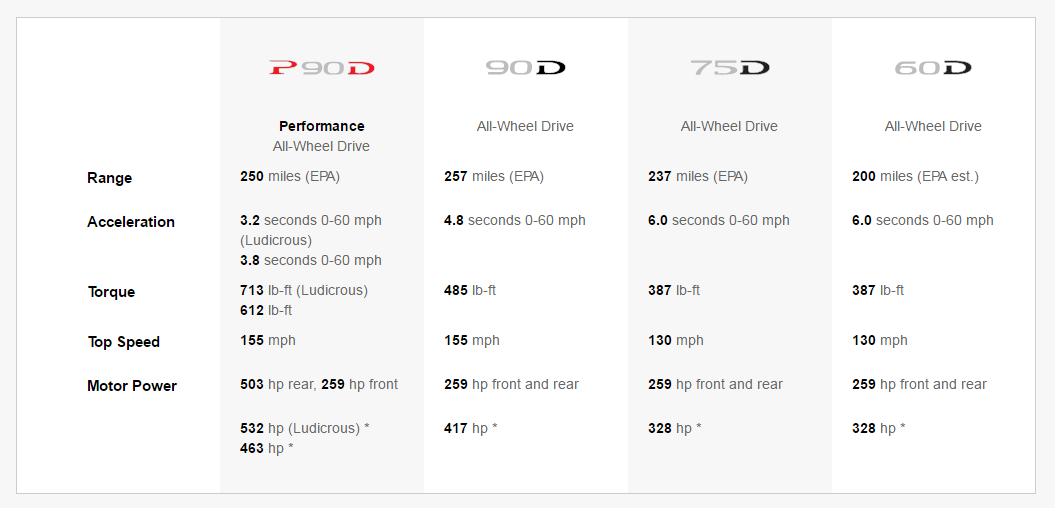 P90D 90D 75D 60D
Performance All-Wheel Drive All-Wheel Drive All-Wheel Drive
All-Wheel Drive
Range 250 miles (EPA) 257 miles (EPA) 237 miles (EPA) 200 miles (EPA est.)
Acceleration 3.2 seconds 0-60 mph 4.8 seconds 0-60 mph 6.0 seconds 0-60 mph 6.0 seconds 0-60 mph
(Ludicrous)
3.8 seconds 0-60 mph
Torque 713 lb-ft (Ludicrous) 485 lb-ft 387 lb-ft 387 lb-ft
612 lb-ft
Top Speed 155 mph 155 mph 130 mph 130 mph
Motor Power 503 hp rear, 259 hp front 259 hp front and rear 259 hp front and rear 259 hp front and rear
532 hp (Ludicrous) * 417 hp * 328 hp * 328 hp *
463 hp *